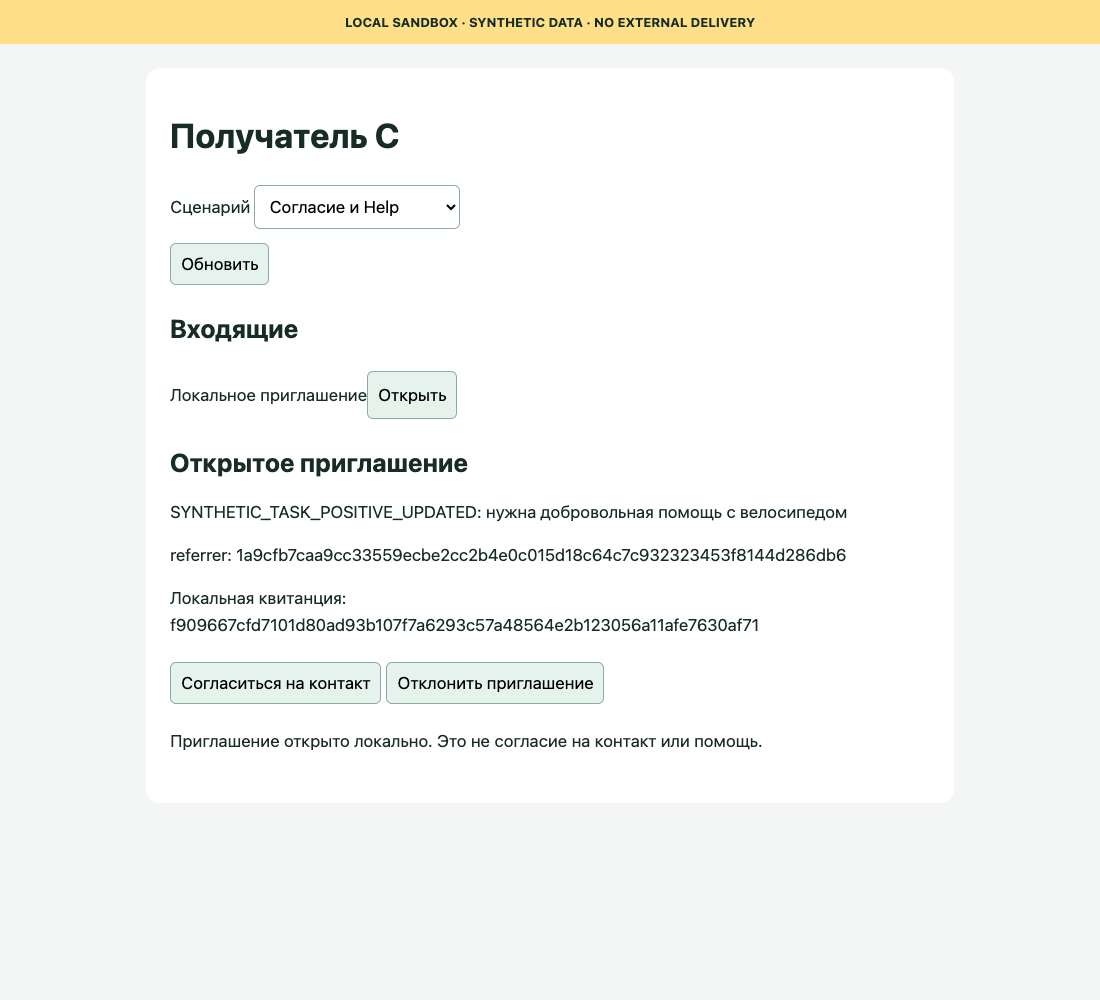 LOCAL SANDBOX · SYNTHETIC DATA · NO EXTERNAL DELIVERY
Получатель C
Сценарий Согласие и Help
Обновить
Входящие
Локальное приглашение Открыть
Открытое приглашение
SYNTHETIC_TASK_POSITIVE_UPDATED: нужна добровольная помощь с велосипедом
referrer: 1a9cfb7caa9cc33559ecbe2cc2b4e0c015d18c64c7c932323453f8144d286db6
Локальная квитанция:
f909667cfd7101d80ad93b107f7a6293c57a48564e2b123056a11afe7630af71
Согласиться на контакт Отклонить приглашение
Приглашение открыто локально. Это не согласие на контакт или помощь.